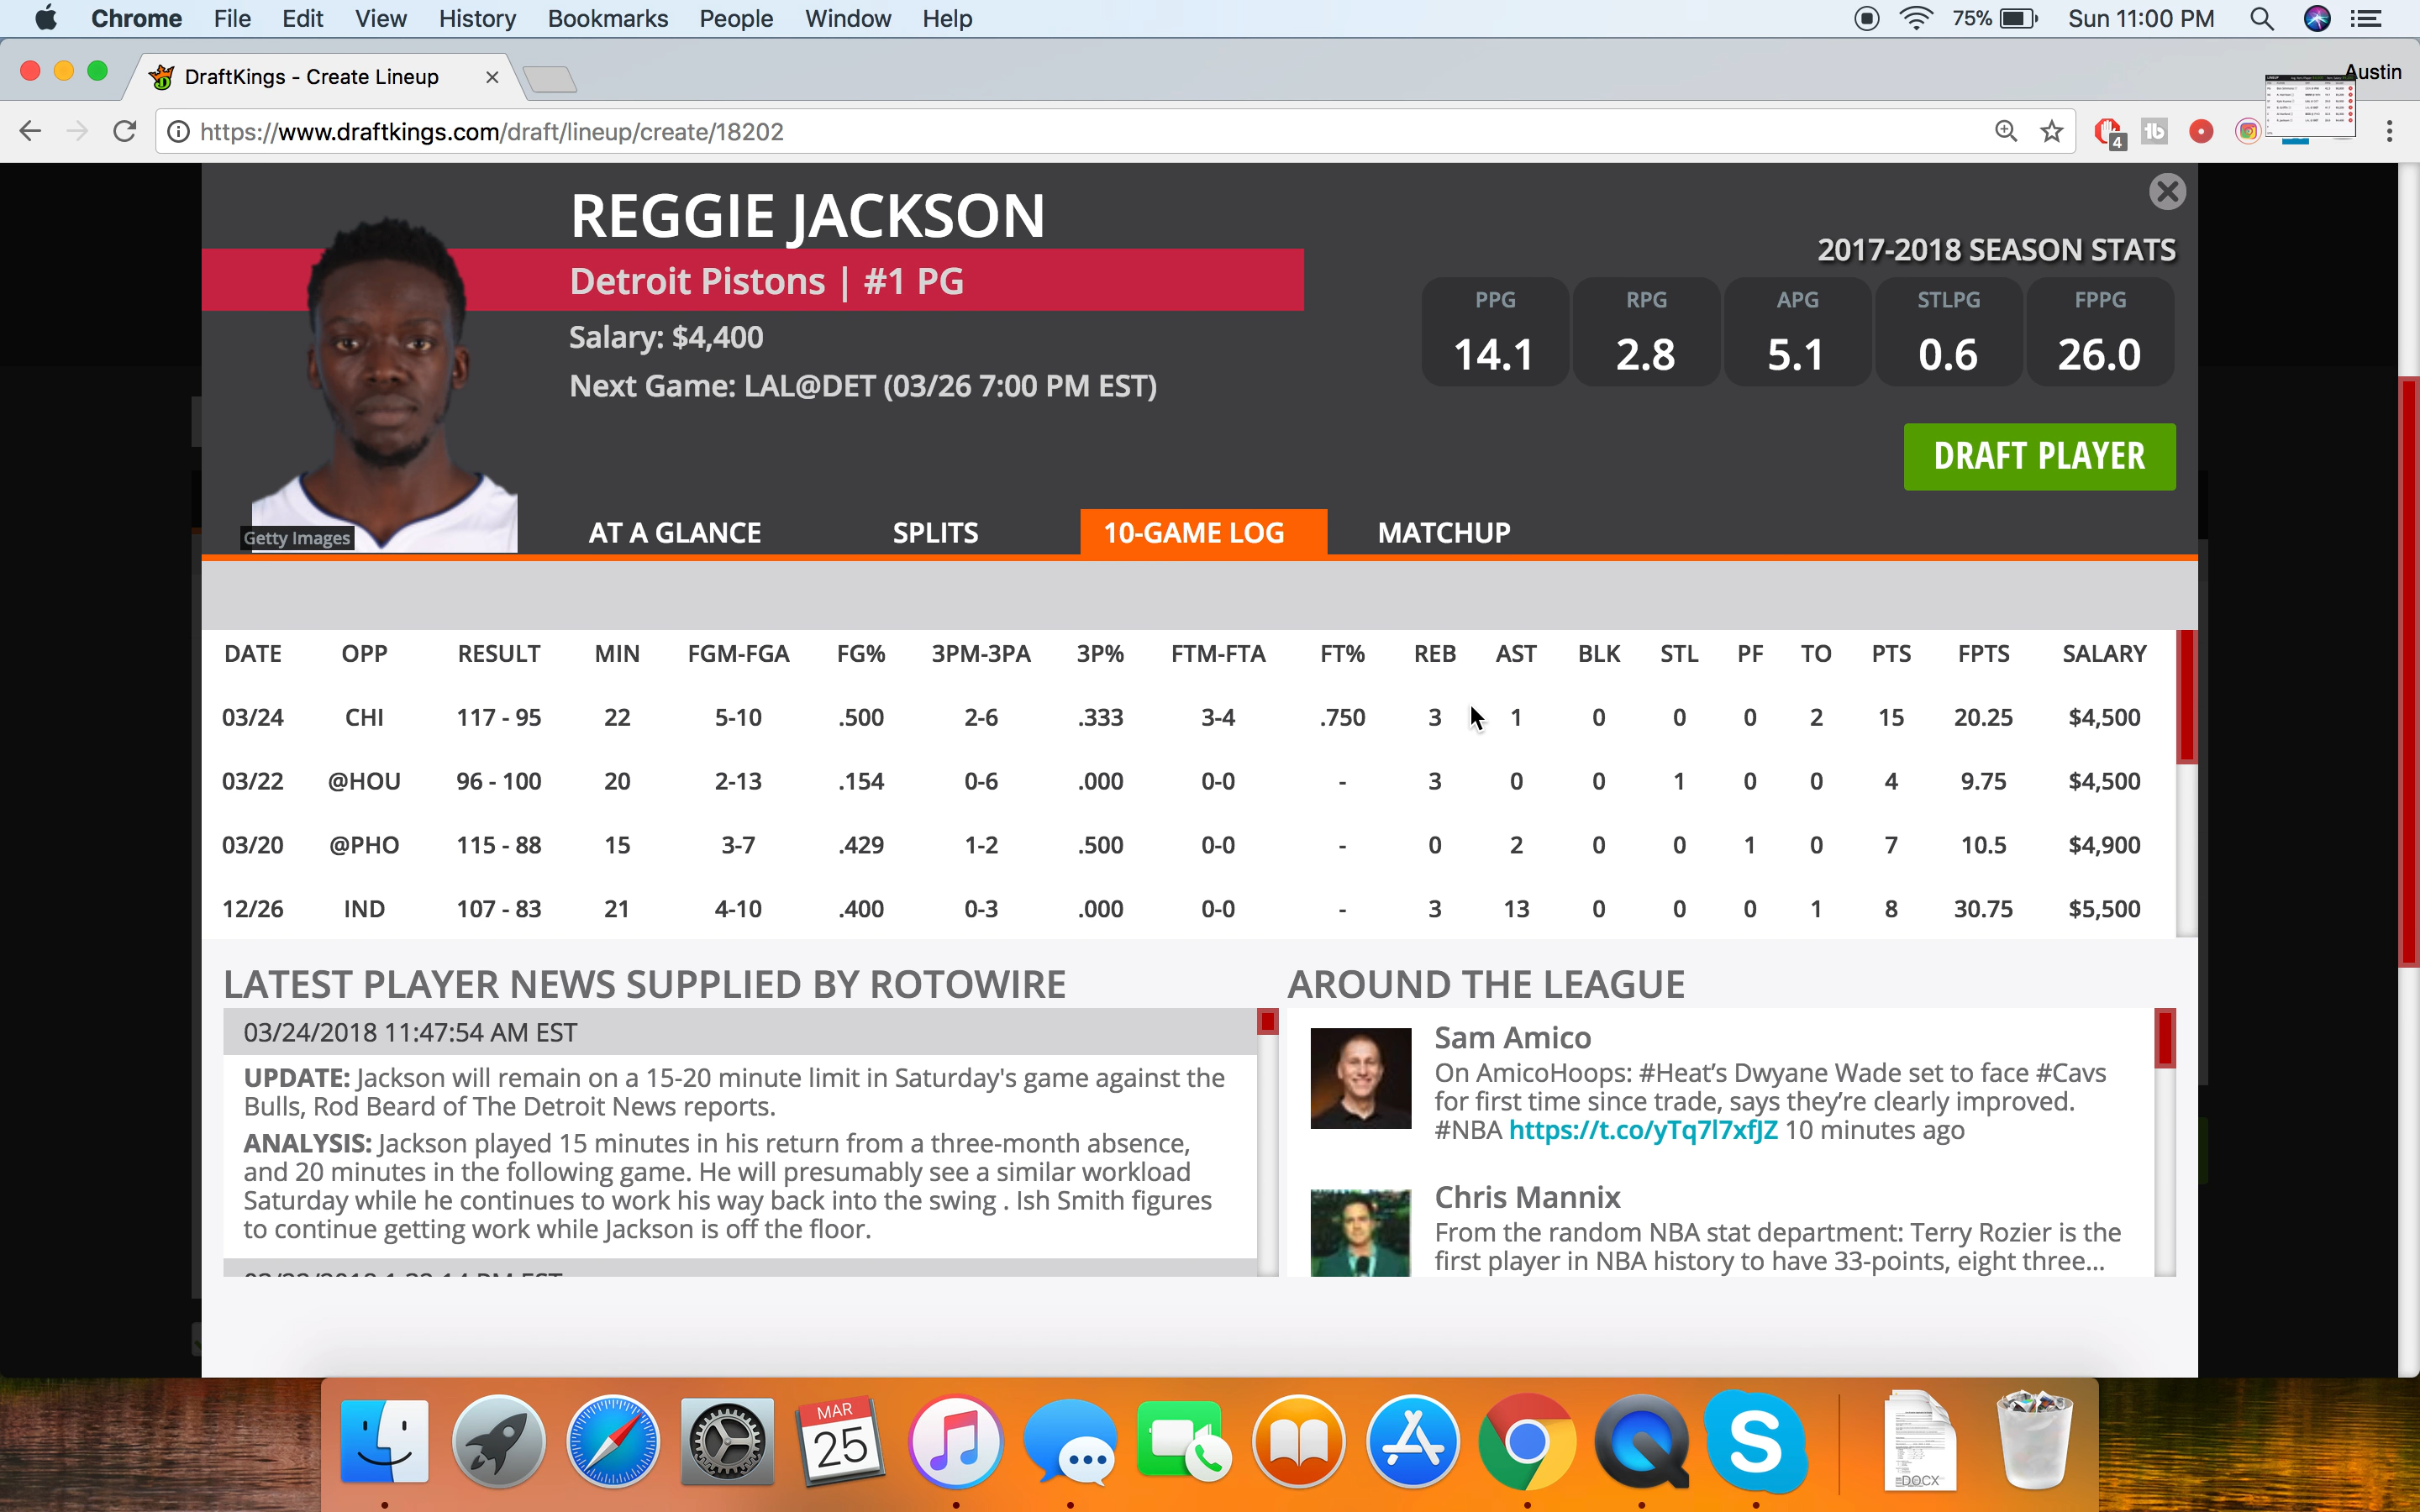 Chrome File Edit View History Bookmarks People Window Help 75% Sun 11:00 PM
DraftKings - Create Lineup
Austin
https://www.draftkings.com/draft/lineup/create/18202
4
REGGIE JACKSON
Detroit Pistons | #1 PG
Salary: $4,400
Next Game: LAL@DET (03/26 7:00 PM EST)
2017-2018 SEASON STATS
PPG RPG APG STLPG FPPG
14.1 2.8 5.1 0.6 26.0
DRAFT PLAYER
Getty Images
AT A GLANCE SPLITS 10-GAME LOG MATCHUP
DATE OPP RESULT MIN FGM-FGA FG% 3PM-3PA 3P% FTM-FTA FT% REB AST BLK STL PF TO PTS FPTS SALARY
03/24 CHI 117 - 95 22 5-10 .500 2-6 .333 3-4 .750 3 1 0 0 0 2 15 20.25 $4,500
03/22 @HOU 96 - 100 20 2-13 .154 0-6 .000 0-0 - 3 0 0 1 0 0 4 9.75 $4,500
03/20 @PHO 115 - 88 15 3-7 .429 1-2 .500 0-0 - 0 2 0 0 1 0 7 10.5 $4,900
12/26 IND 107 - 83 21 4-10 .400 0-3 .000 0-0 - 3 13 0 0 0 1 8 30.75 $5,500
LATEST PLAYER NEWS SUPPLIED BY ROTOWIRE
03/24/2018 11:47:54 AM EST
UPDATE: Jackson will remain on a 15-20 minute limit in Saturday's game against the
Bulls, Rod Beard of The Detroit News reports.
ANALYSIS: Jackson played 15 minutes in his return from a three-month absence,
and 20 minutes in the following game. He will presumably see a similar workload
Saturday while he continues to work his way back into the swing . Ish Smith figures
to continue getting work while Jackson is off the floor.
AROUND THE LEAGUE
Sam Amico
On AmicoHoops: #Heat's Dwyane Wade set to face #Cavs
for first time since trade, says they're clearly improved.
#NBA https://t.co/yTq7l7xfJZ 10 minutes ago
Chris Mannix
From the random NBA stat department: Terry Rozier is the
first player in NBA history to have 33-points, eight three...
MAR
25
DOCX